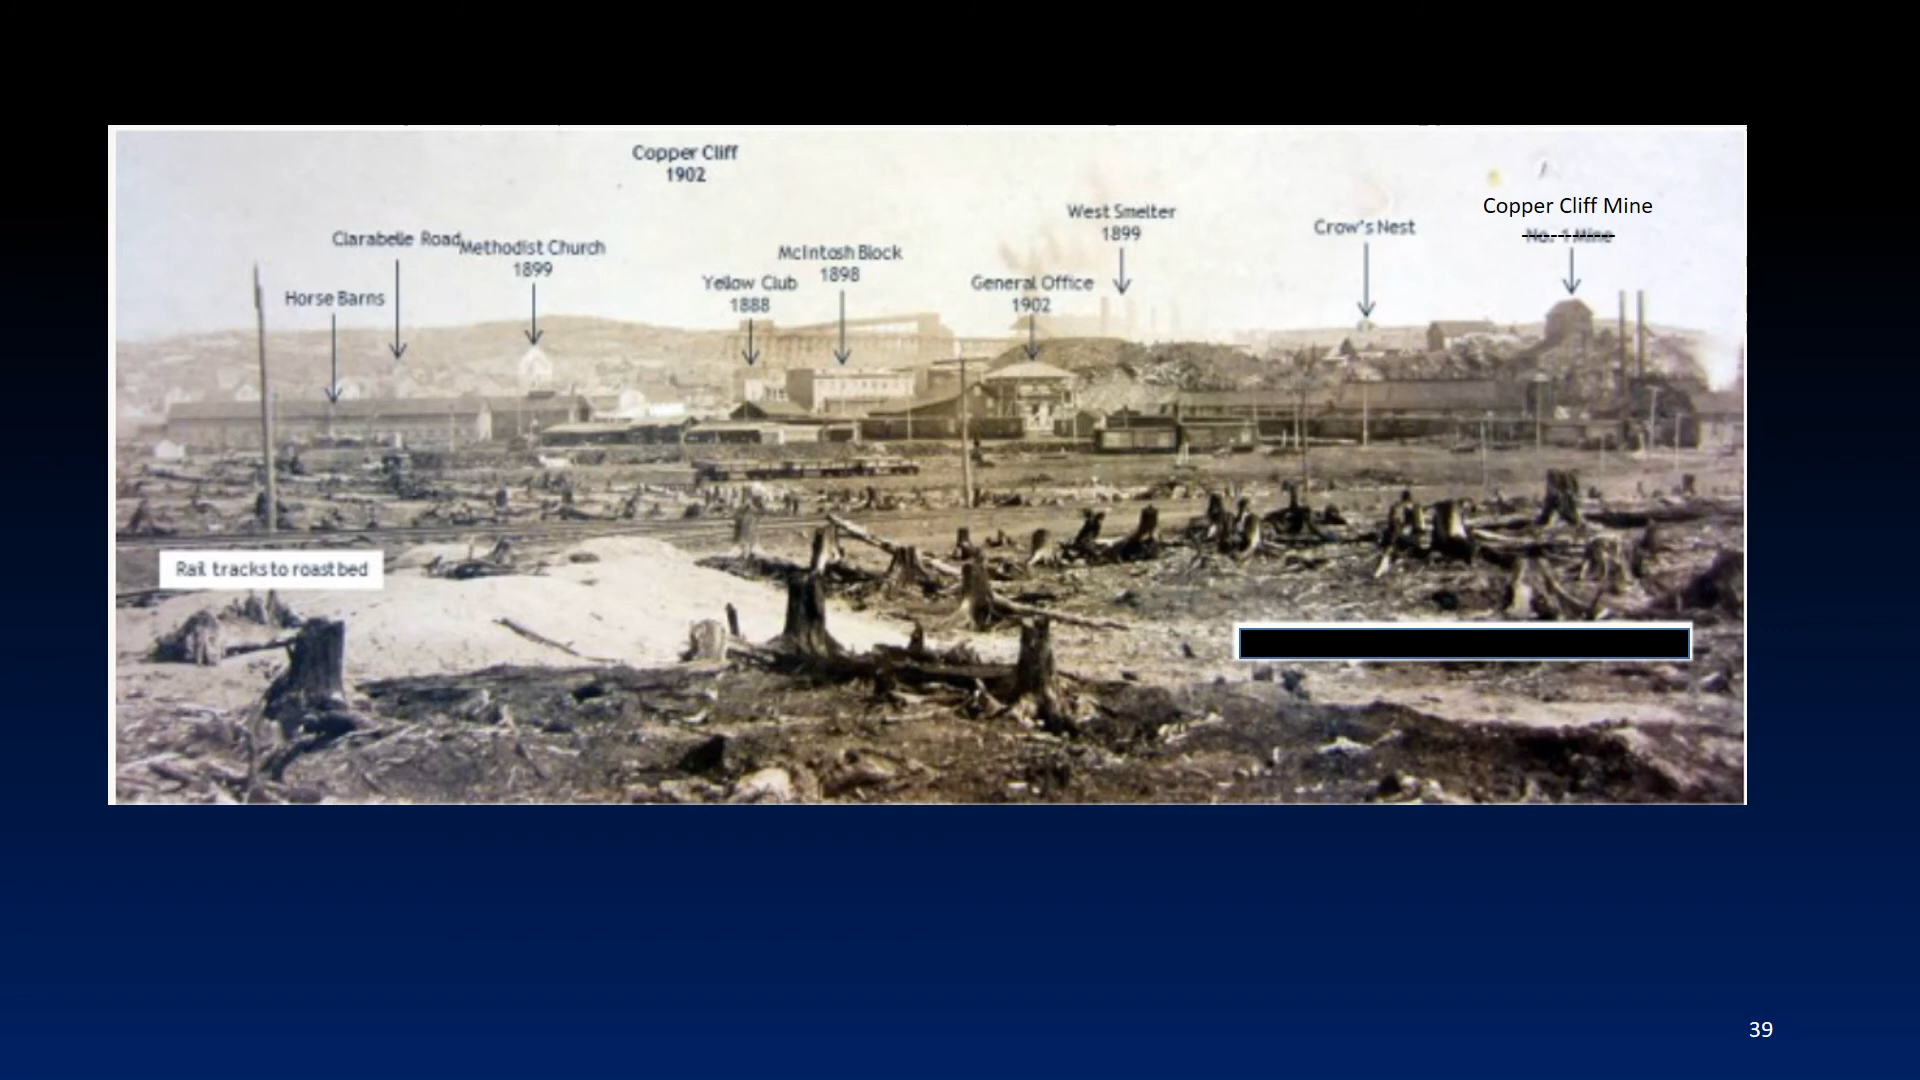 Copper Cliff
1902
Copper Cliff Mine
No. 1 Mine
West Smelter
1899
Crow's Nest
Clarabelle Road
Methodist Church
1899
McIntosh Block
1898
Yellow Club
1888
General Office
1902
Horse Barns
Rail tracks to roast bed
39